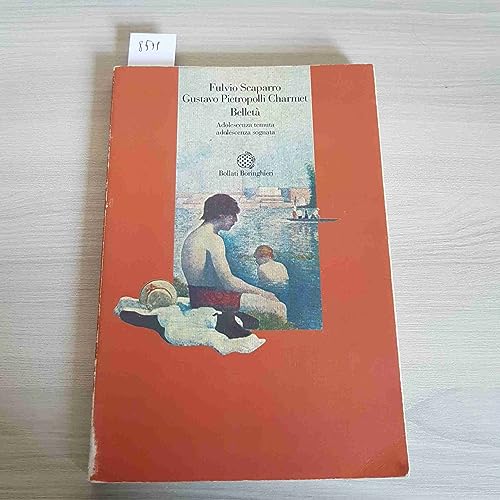 8571
Fulvio Scaparro
Gustavo Pietropolli Charmet
Belletà
Adolescenza temuta
adolescenza sognata
Bollati Boringhieri